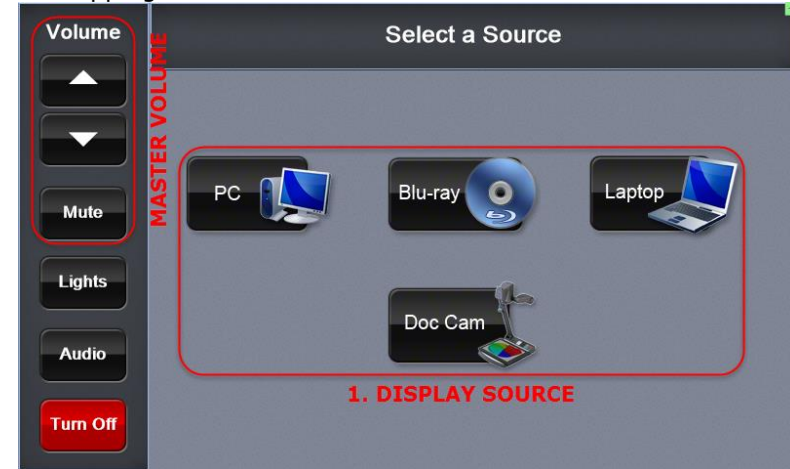 Volume
Mute
Lights
Audio
Turn Off
MASTER VOLUME
Select a Source
PC
Blu-ray
Laptop
Doc Cam
1. DISPLAY SOURCE